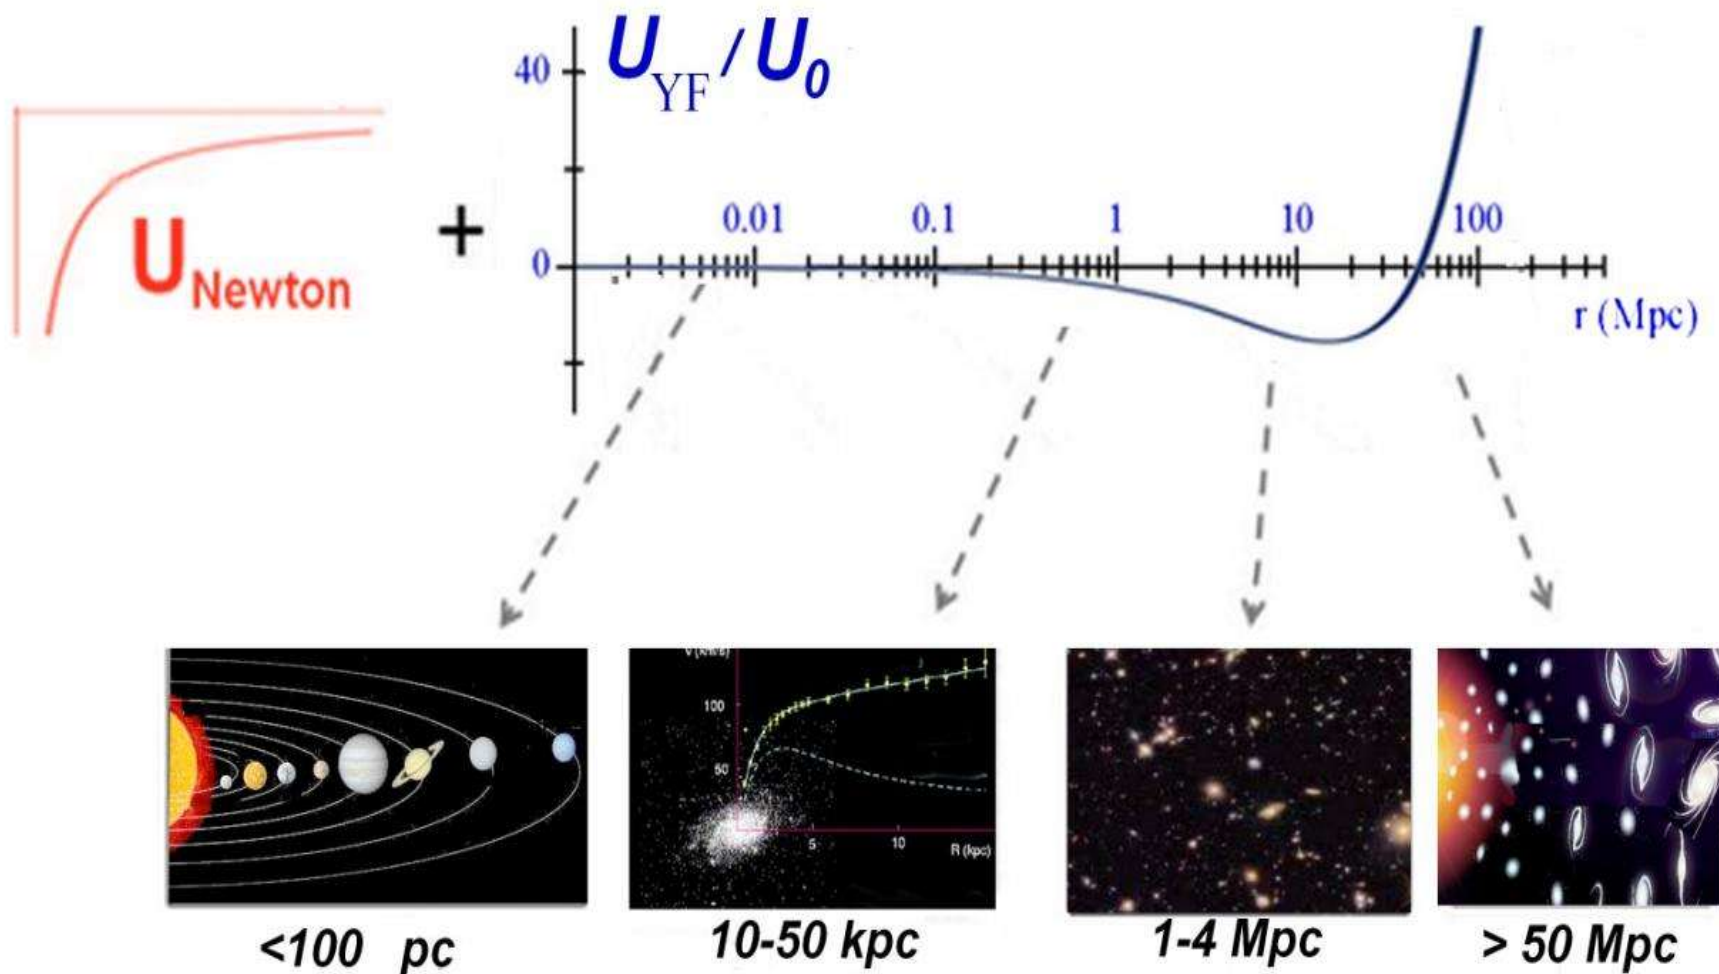 U_YF / U_0
40
U_Newton
+
0
0.01 0.1 1 10 100
r (Mpc)
V (km/s)
100
50
5 10 R (kpc)
<100 pc
10-50 kpc
1-4 Mpc
> 50 Mpc